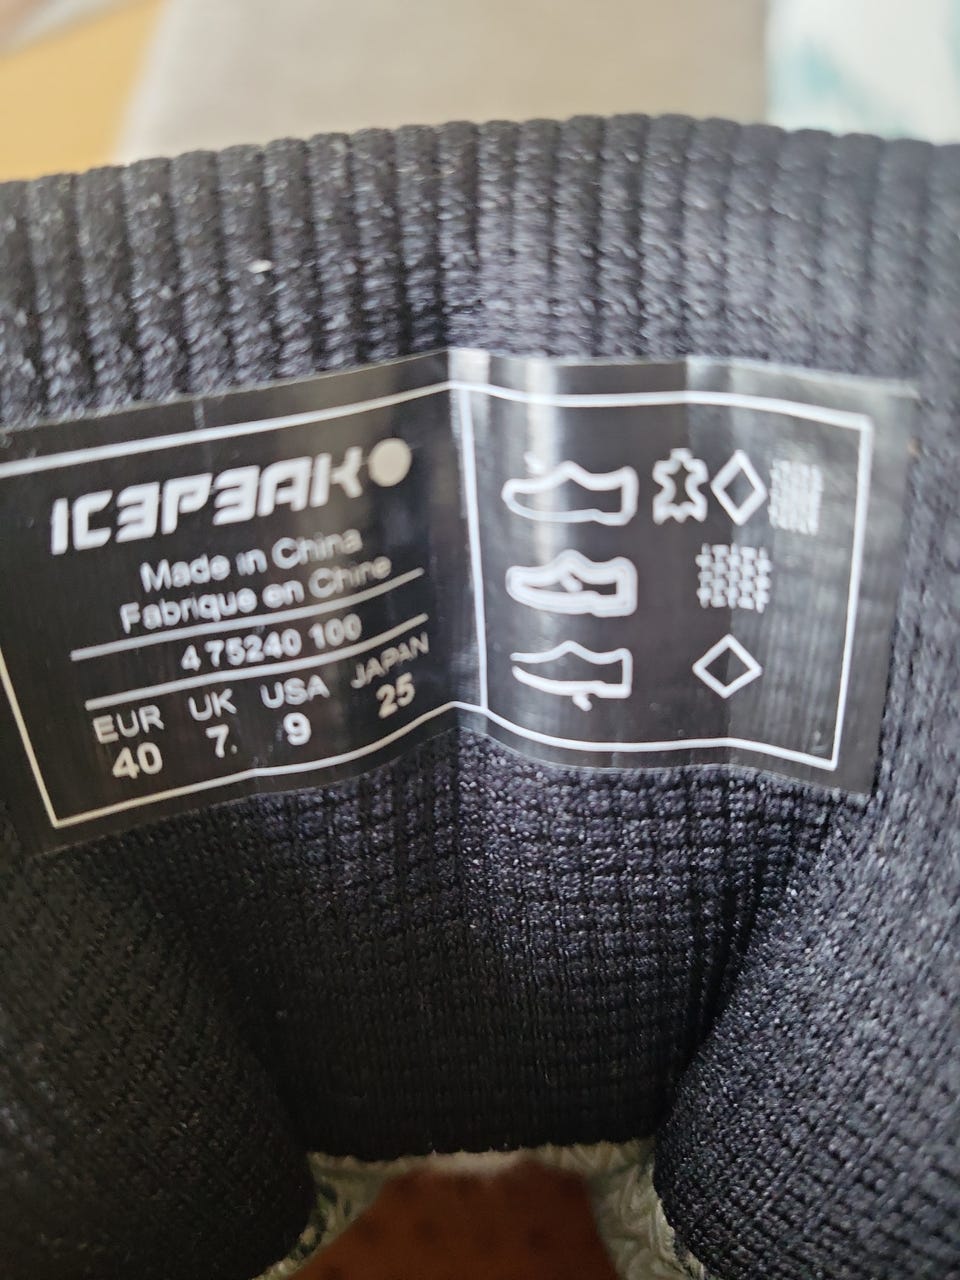 ICEPEAK
Made in China
Fabrique en Chine
4 75240 100
EUR UK USA JAPAN
40 7. 9 25